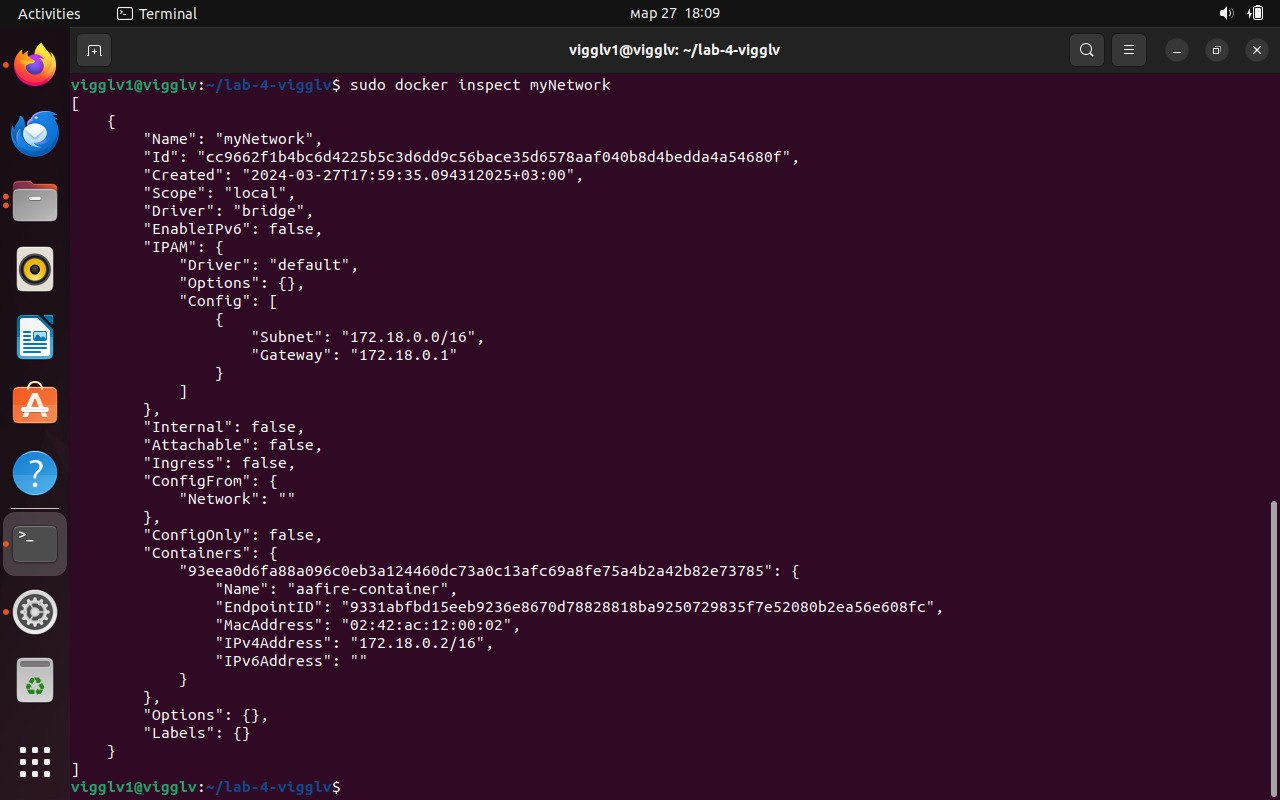 Activities
Terminal
мар 27 18:09
vigglv1@vigglv: ~/lab-4-vigglv
vigglv1@vigglv:~/lab-4-vigglv$ sudo docker inspect myNetwork
[
    {
        "Name": "myNetwork",
        "Id": "cc9662f1b4bc6d4225b5c3d6dd9c56bace35d6578aaf040b8d4bedda4a54680f",
        "Created": "2024-03-27T17:59:35.094312025+03:00",
        "Scope": "local",
        "Driver": "bridge",
        "EnableIPv6": false,
        "IPAM": {
            "Driver": "default",
            "Options": {},
            "Config": [
                {
                    "Subnet": "172.18.0.0/16",
                    "Gateway": "172.18.0.1"
                }
            ]
        },
        "Internal": false,
        "Attachable": false,
        "Ingress": false,
        "ConfigFrom": {
            "Network": ""
        },
        "ConfigOnly": false,
        "Containers": {
            "93eea0d6fa88a096c0eb3a124460dc73a0c13afc69a8fe75a4b2a42b82e73785": {
                "Name": "aafire-container",
                "EndpointID": "9331abfbd15eeb9236e8670d78828818ba9250729835f7e52080b2ea56e608fc",
                "MacAddress": "02:42:ac:12:00:02",
                "IPv4Address": "172.18.0.2/16",
                "IPv6Address": ""
            }
        },
        "Options": {},
        "Labels": {}
    }
]
vigglv1@vigglv:~/lab-4-vigglv$